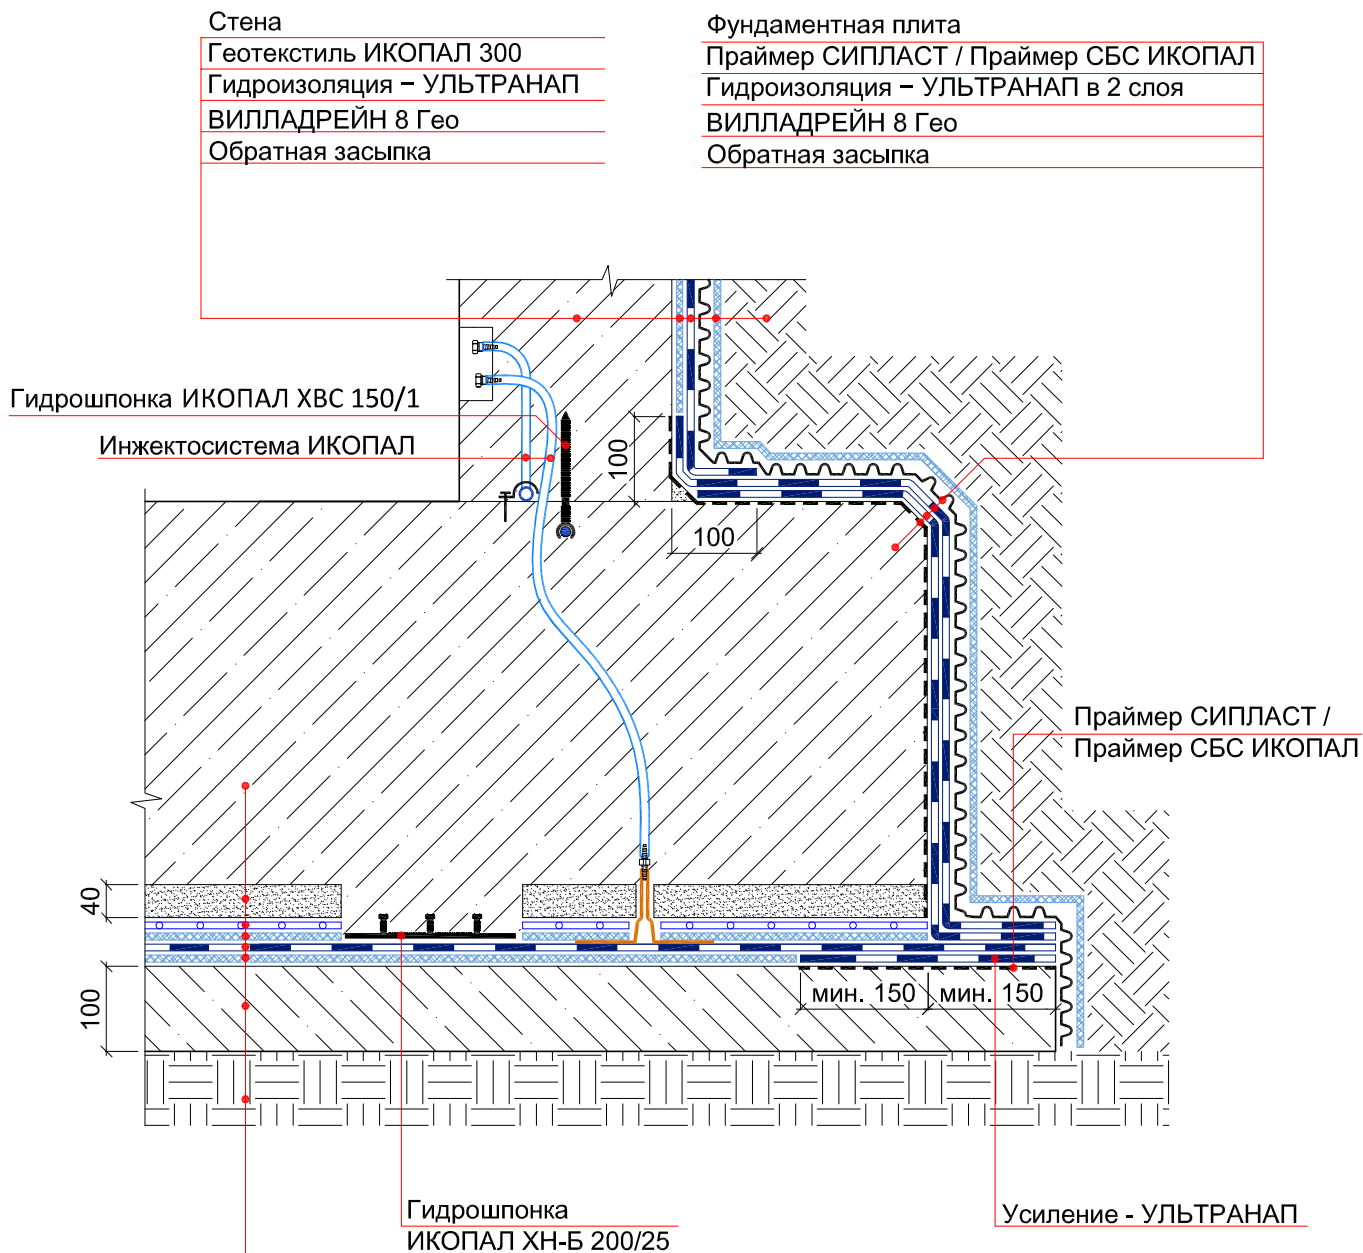 Стена
Геотекстиль ИКОПАЛ 300
Гидроизоляция – УЛЬТРАНАП
ВИЛЛАДРЕЙН 8 Гео
Обратная засыпка
Фундаментная плита
Праймер СИПЛАСТ / Праймер СБС ИКОПАЛ
Гидроизоляция – УЛЬТРАНАП в 2 слоя
ВИЛЛАДРЕЙН 8 Гео
Обратная засыпка
Гидрошпонка ИКОПАЛ ХВС 150/1
Инжектосистема ИКОПАЛ
100
100
Праймер СИПЛАСТ /
Праймер СБС ИКОПАЛ
40
100
мин. 150
мин. 150
Гидрошпонка
ИКОПАЛ ХН-Б 200/25
Усиление - УЛЬТРАНАП